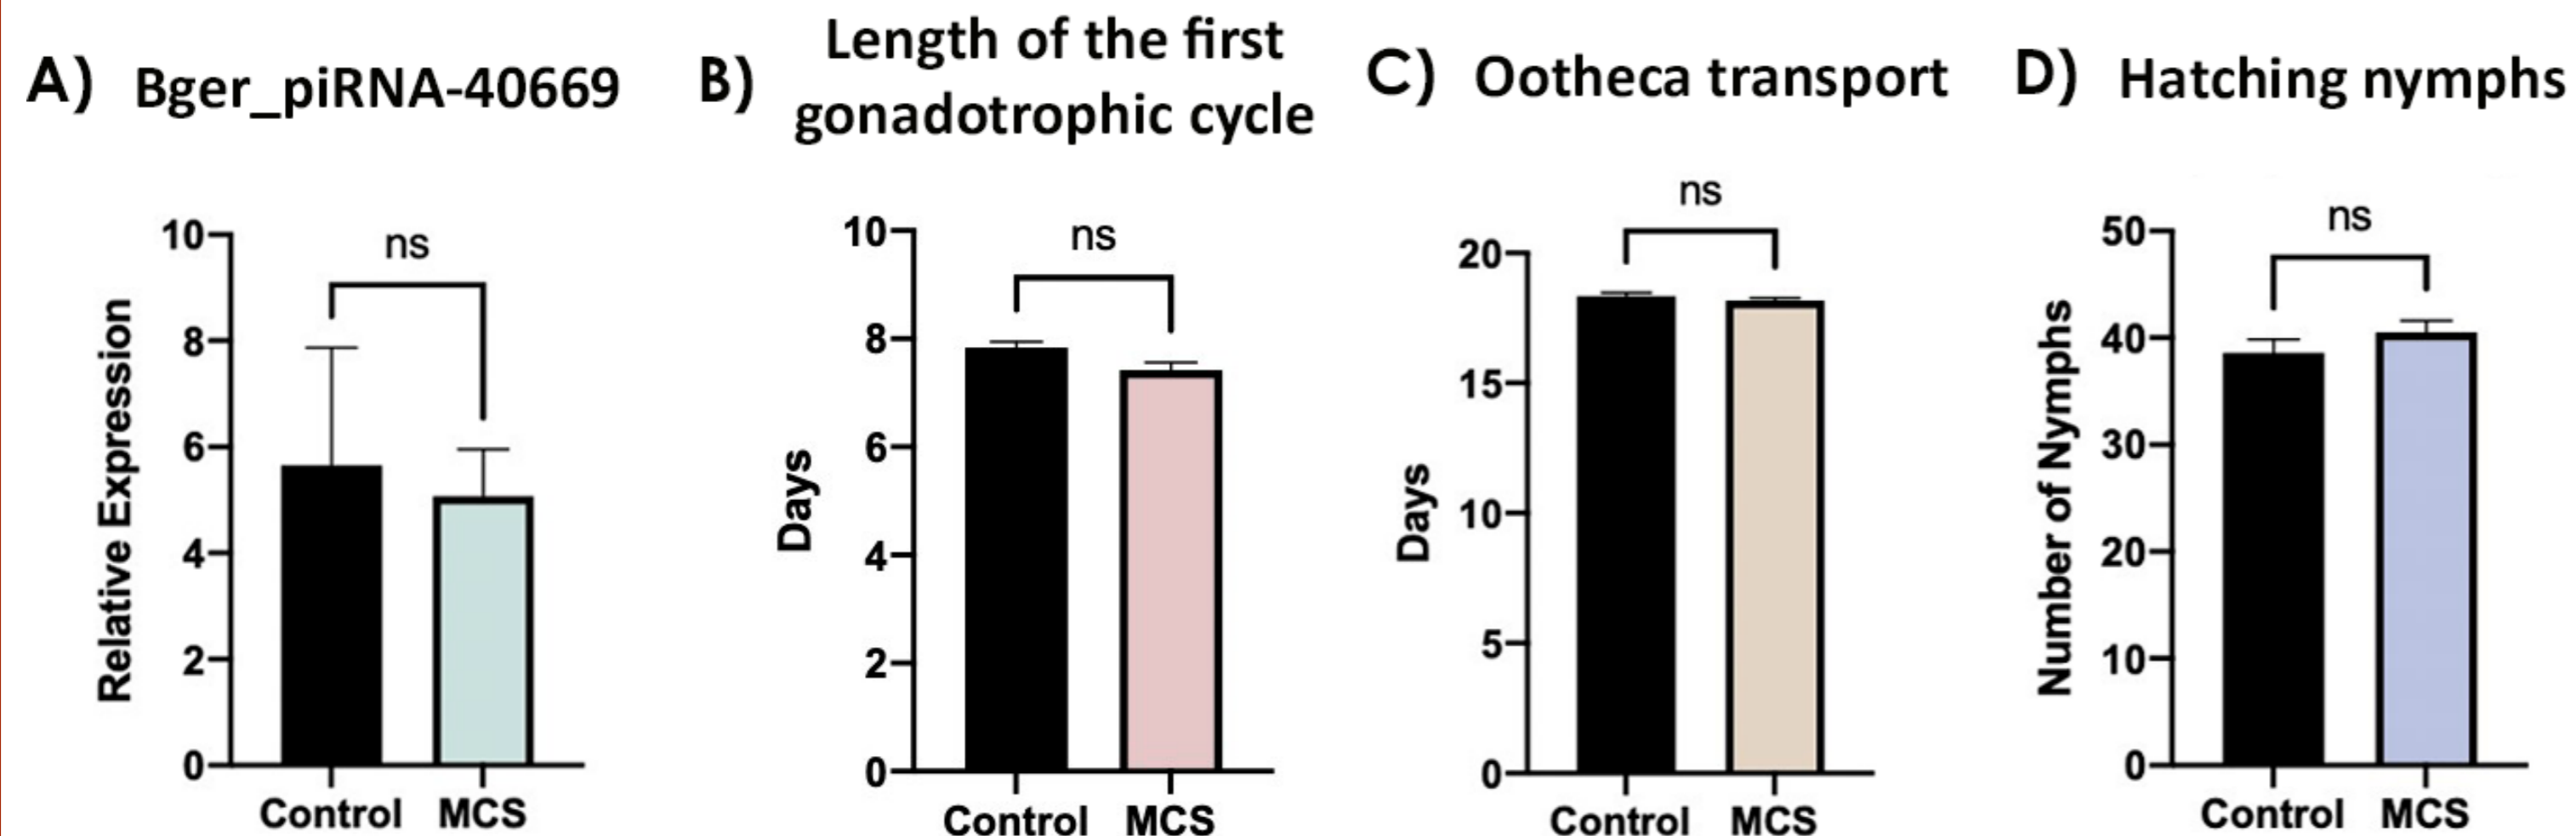 A) Bger_piRNA-40669
ns
10
8
6
4
2
0
Relative Expression
Control MCS
B) Length of the first
gonadotrophic cycle
ns
10
8
6
4
2
0
Days
Control MCS
C) Ootheca transport
ns
20
15
10
5
0
Days
Control MCS
D) Hatching nymphs
ns
50
40
30
20
10
0
Number of Nymphs
Control MCS